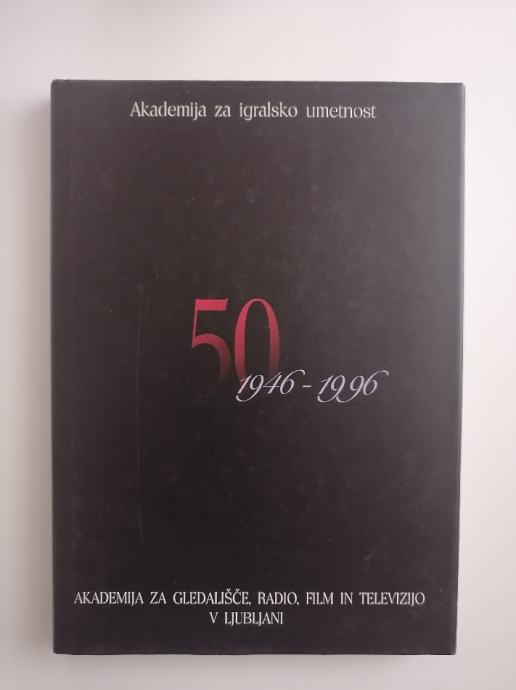 Akademija za igralsko umetnost
50
1946 - 1996
AKADEMIJA ZA GLEDALIŠČE, RADIO, FILM IN TELEVIZIJO
V LJUBLJANI